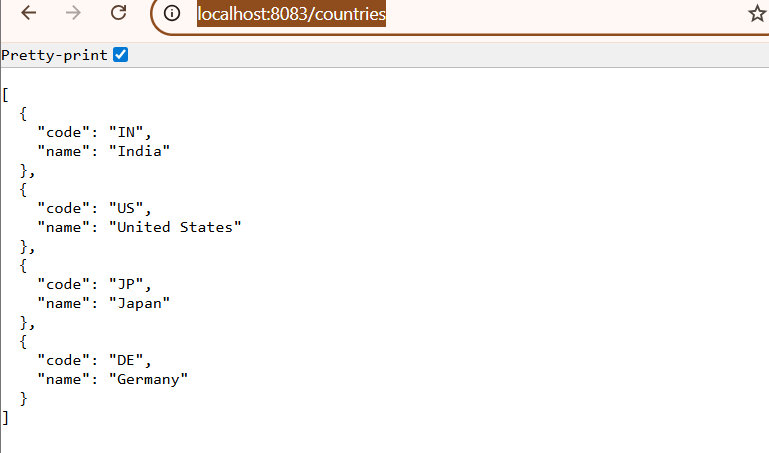 localhost:8083/countries
Pretty-print
[
  {
    "code": "IN",
    "name": "India"
  },
  {
    "code": "US",
    "name": "United States"
  },
  {
    "code": "JP",
    "name": "Japan"
  },
  {
    "code": "DE",
    "name": "Germany"
  }
]